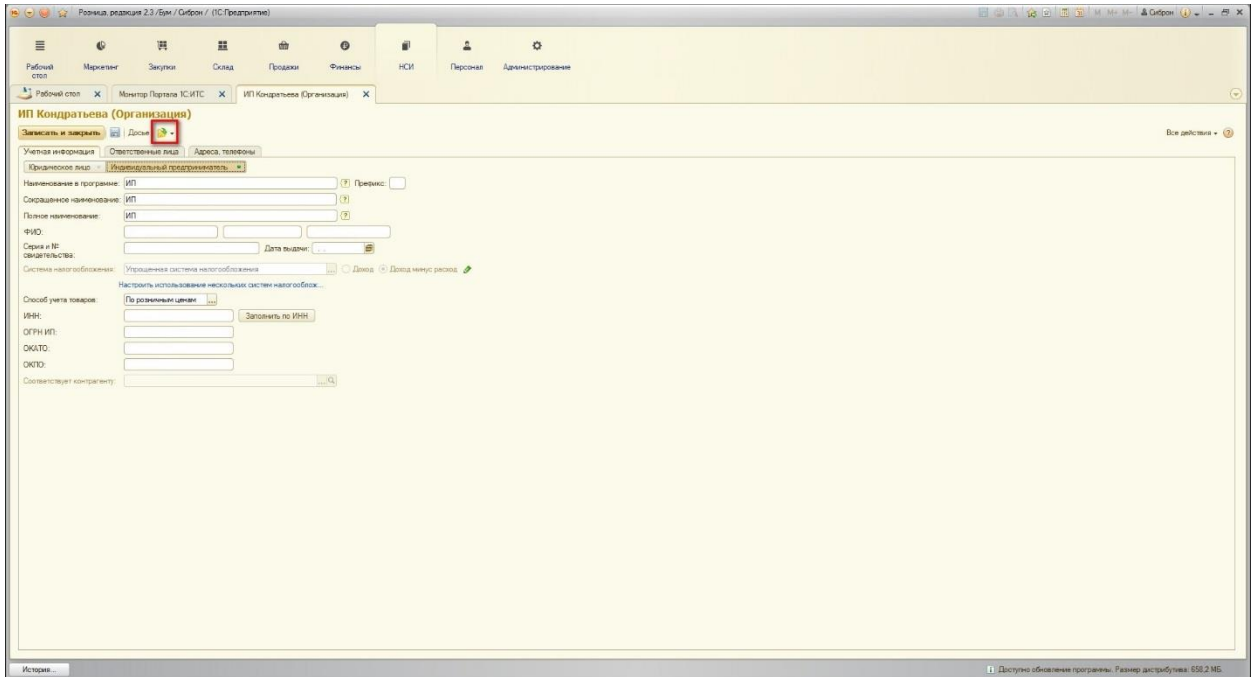 Розница, редакция 2.3 /Бум / Сиброн / (1С:Предприятие)
M M+ M- Сиброн
Рабочий стол Маркетинг Закупки Склад Продажи Финансы НСИ Персонал Администрирование
Рабочий стол Монитор Портала 1С:ИТС ИП Кондратьева (Организация)
ИП Кондратьева (Организация)
Записать и закрыть Досье Все действия
Учетная информация Ответственные лица Адреса, телефоны
Юридическое лицо Индивидуальный предприниматель
Наименование в программе: ИП ? Префикс:
Сокращенное наименование: ИП ?
Полное наименование: ИП ?
ФИО:
Серия и № свидетельства: Дата выдачи: . .
Система налогообложения: Упрощенная система налогообложения ... Доход Доход минус расход
Настроить использование нескольких систем налогооблож...
Способ учета товаров: По розничным ценам ...
ИНН: Заполнить по ИНН
ОГРН ИП:
ОКАТО:
ОКПО:
Соответствует контрагенту: ...
История... Доступно обновление программы. Размер дистрибутива: 658,2 МБ.